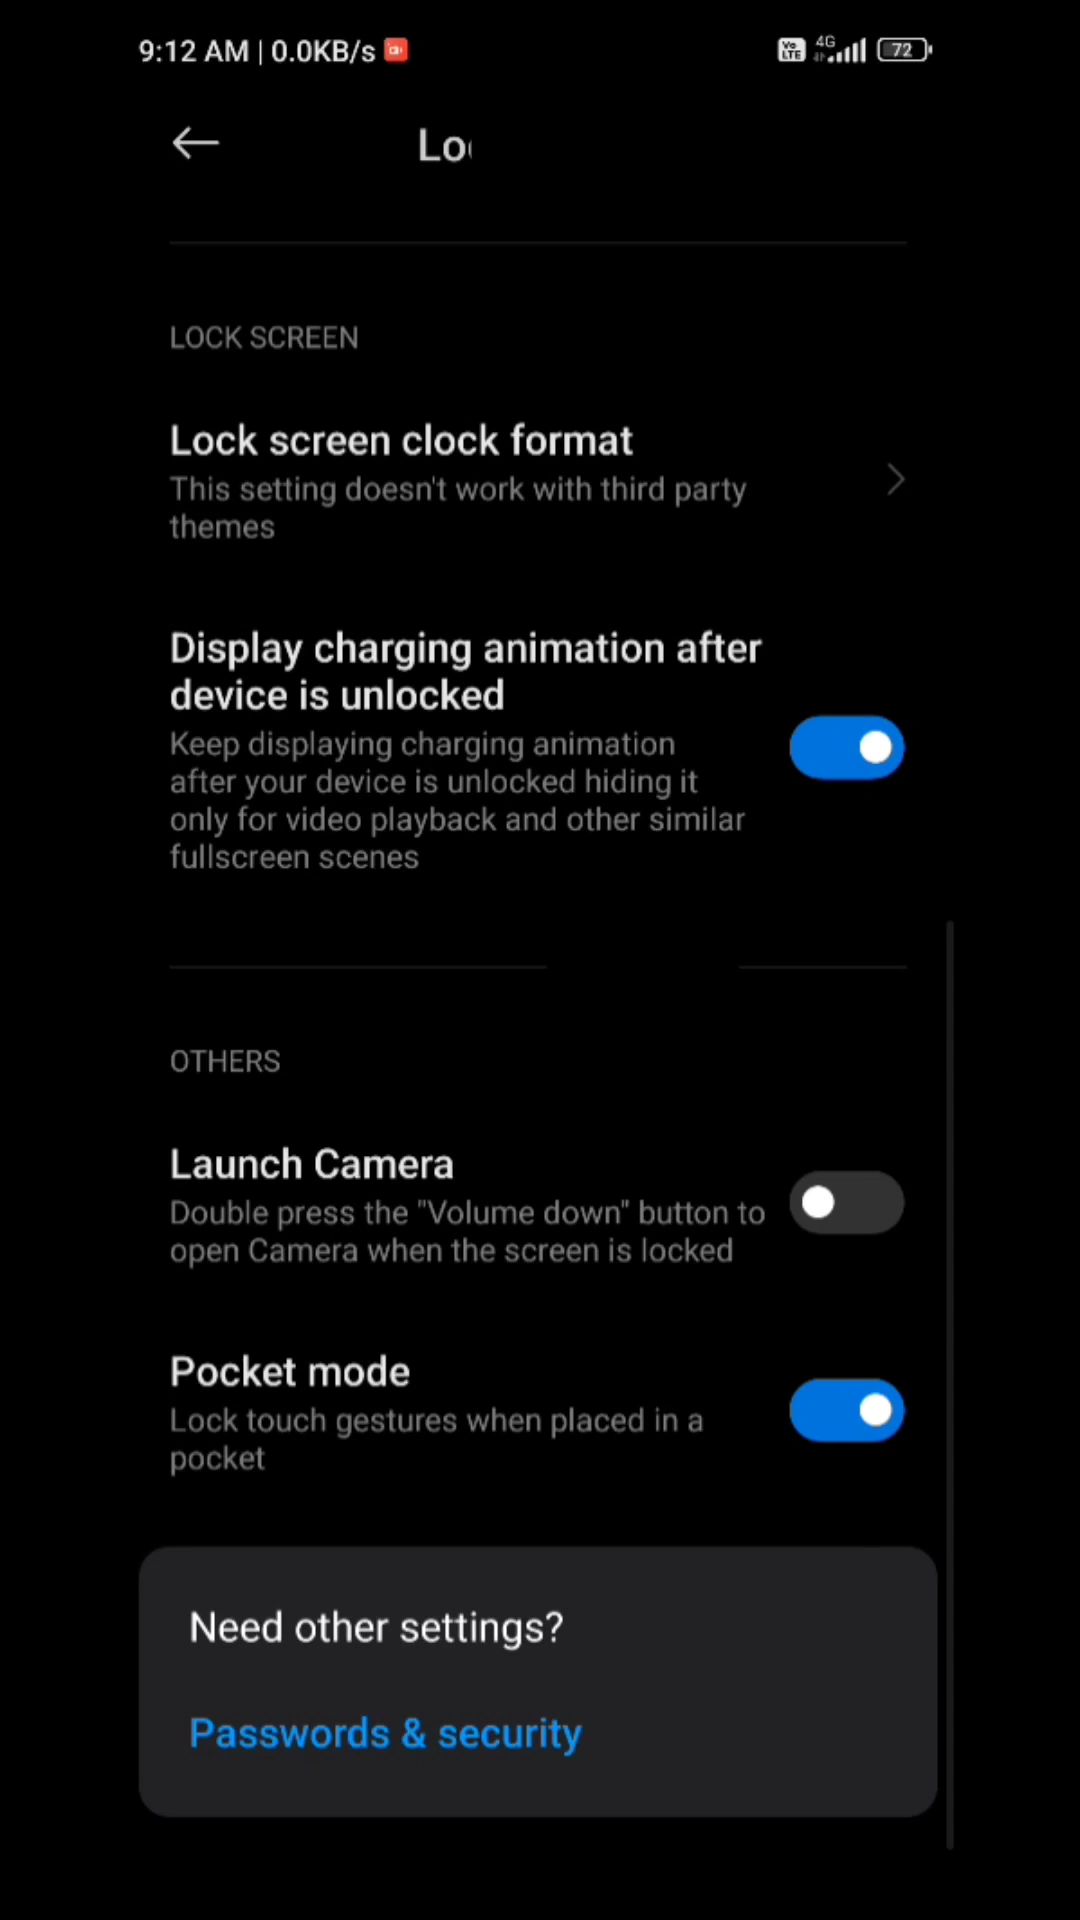 9:12 AM | 0.0KB/s
Vo LTE 4G 72
LOCK SCREEN
Lock screen clock format
This setting doesn't work with third party
themes
Display charging animation after
device is unlocked
Keep displaying charging animation
after your device is unlocked hiding it
only for video playback and other similar
fullscreen scenes
OTHERS
Launch Camera
Double press the "Volume down" button to
open Camera when the screen is locked
Pocket mode
Lock touch gestures when placed in a
pocket
Need other settings?
Passwords & security